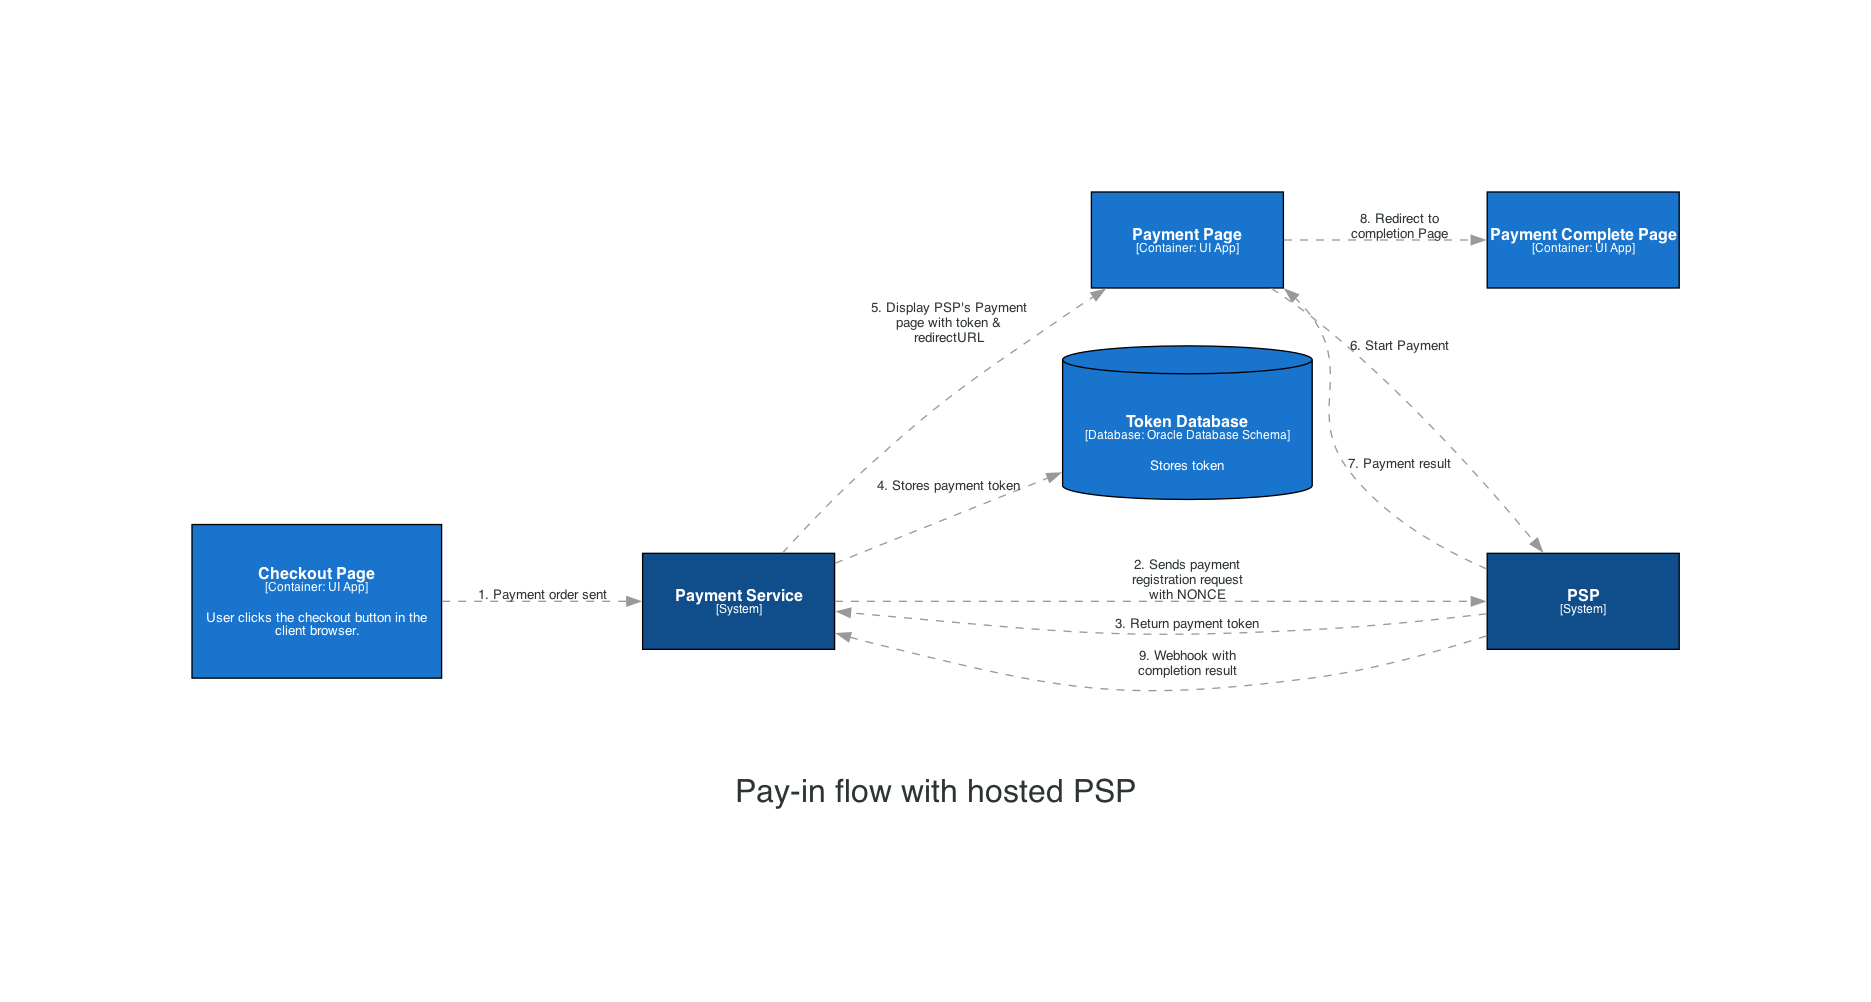 Payment Page
[Container: UI App]
8. Redirect to
completion Page
Payment Complete Page
[Container: UI App]
5. Display PSP's Payment
page with token &
redirectURL
6. Start Payment
Token Database
[Database: Oracle Database Schema]
Stores token
7. Payment result
4. Stores payment token
Checkout Page
[Container: UI App]
User clicks the checkout button in the
client browser.
1. Payment order sent
Payment Service
[System]
2. Sends payment
registration request
with NONCE
3. Return payment token
9. Webhook with
completion result
PSP
[System]
Pay-in flow with hosted PSP